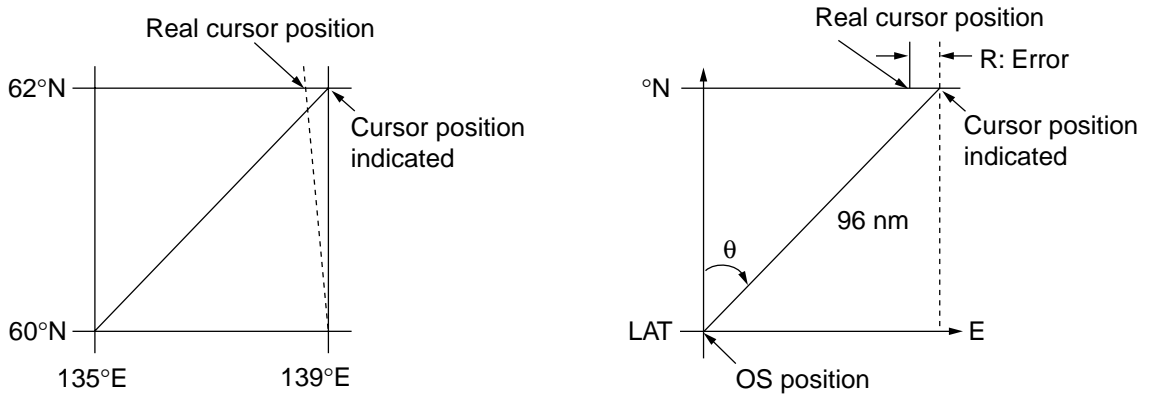 Real cursor position
62°N
Cursor position
indicated
60°N
135°E
139°E
Real cursor position
R: Error
°N
Cursor position
indicated
96 nm
θ
LAT
E
OS position